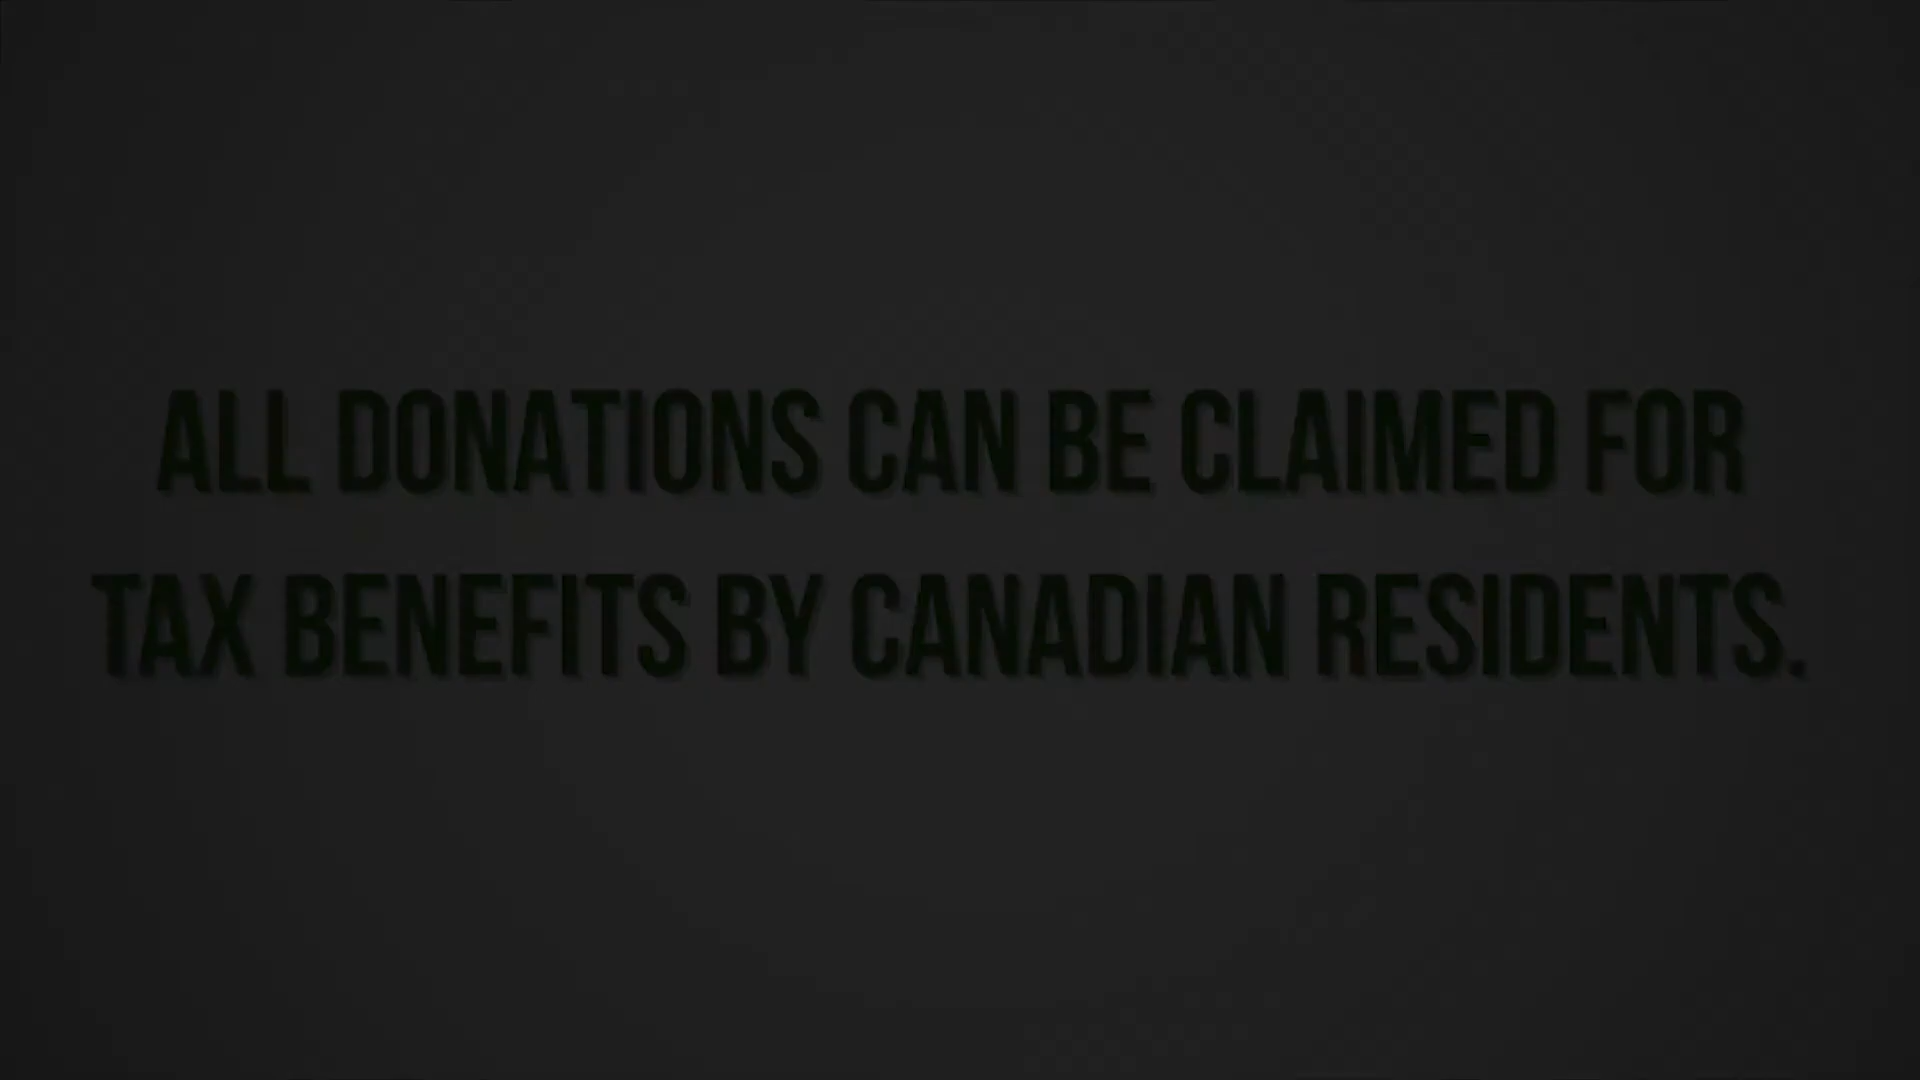 ALL DONATIONS CAN BE CLAIMED FOR
TAX BENEFITS BY CANADIAN RESIDENTS.